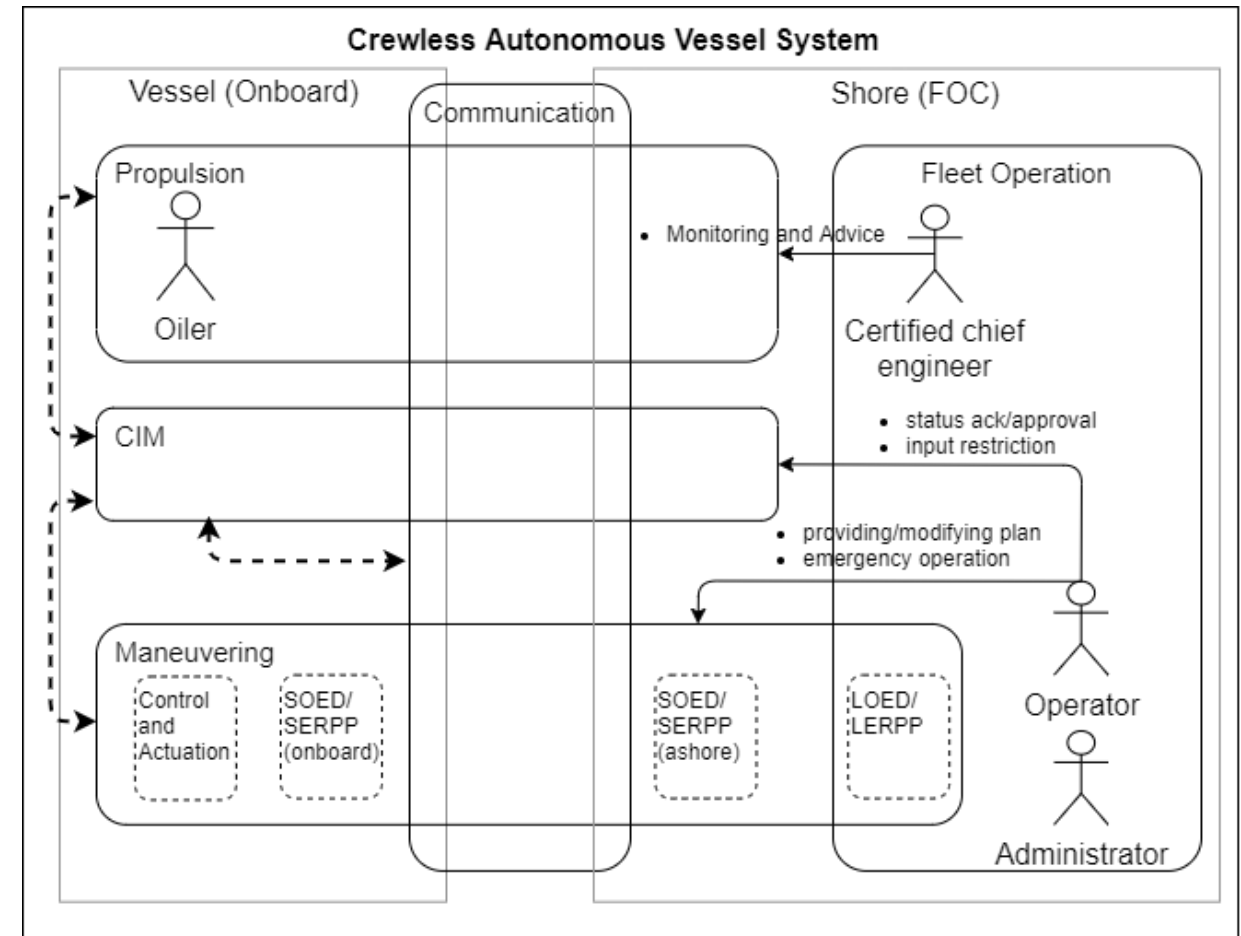 Crewless Autonomous Vessel System
Vessel (Onboard)
Communication
Shore (FOC)
Propulsion
Oiler
Fleet Operation
• Monitoring and Advice
Certified chief
engineer
• status ack/approval
• input restriction
CIM
• providing/modifying plan
• emergency operation
Maneuvering
Control
and
Actuation
SOED/
SERPP
(onboard)
SOED/
SERPP
(ashore)
LOED/
LERPP
Operator
Administrator